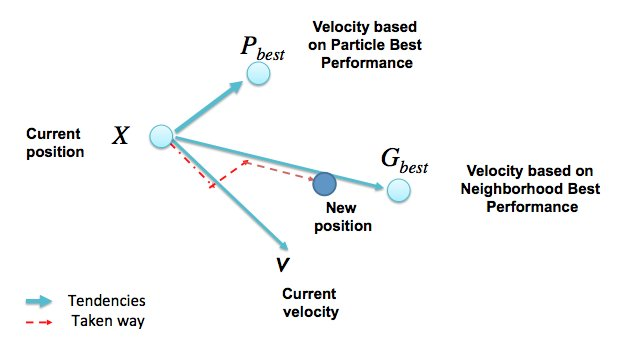 Velocity based
on Particle Best
Performance
P_best
Current
position
X
G_best
Velocity based on
Neighborhood Best
Performance
New
position
V
Current
velocity
Tendencies
Taken way